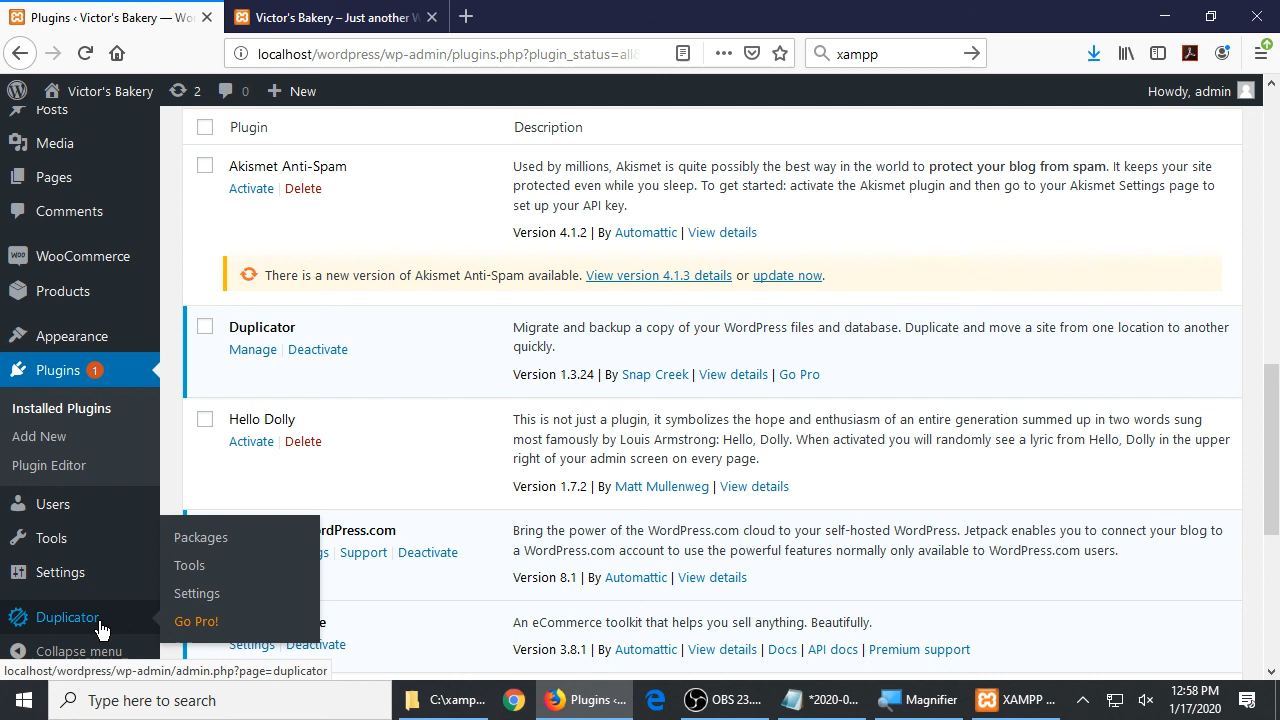 Plugins ‹ Victor's Bakery — Wo
Victor's Bakery – Just another W
localhost/wordpress/wp-admin/plugins.php?plugin_status=all&
xampp
Victor's Bakery
2
0
New
Howdy, admin
Posts
Media
Pages
Comments
WooCommerce
Products
Appearance
Plugins 1
Installed Plugins
Add New
Plugin Editor
Users
Tools
Settings
Duplicator
Collapse menu
Packages
Tools
Settings
Go Pro!
Plugin
Description
Akismet Anti-Spam
Activate | Delete
Used by millions, Akismet is quite possibly the best way in the world to protect your blog from spam. It keeps your site
protected even while you sleep. To get started: activate the Akismet plugin and then go to your Akismet Settings page to
set up your API key.
Version 4.1.2 | By Automattic | View details
There is a new version of Akismet Anti-Spam available. View version 4.1.3 details or update now.
Duplicator
Manage | Deactivate
Migrate and backup a copy of your WordPress files and database. Duplicate and move a site from one location to another
quickly.
Version 1.3.24 | By Snap Creek | View details | Go Pro
Hello Dolly
Activate | Delete
This is not just a plugin, it symbolizes the hope and enthusiasm of an entire generation summed up in two words sung
most famously by Louis Armstrong: Hello, Dolly. When activated you will randomly see a lyric from Hello, Dolly in the upper
right of your admin screen on every page.
Version 1.7.2 | By Matt Mullenweg | View details
ordPress.com
gs | Support | Deactivate
Bring the power of the WordPress.com cloud to your self-hosted WordPress. Jetpack enables you to connect your blog to
a WordPress.com account to use the powerful features normally only available to WordPress.com users.
Version 8.1 | By Automattic | View details
e
Settings | Deactivate
An eCommerce toolkit that helps you sell anything. Beautifully.
Version 3.8.1 | By Automattic | View details | Docs | API docs | Premium support
localhost/wordpress/wp-admin/admin.php?page=duplicator
Type here to search
C:\xamp...
Plugins ‹...
OBS 23....
*2020-0...
Magnifier
XAMPP ...
12:58 PM
1/17/2020